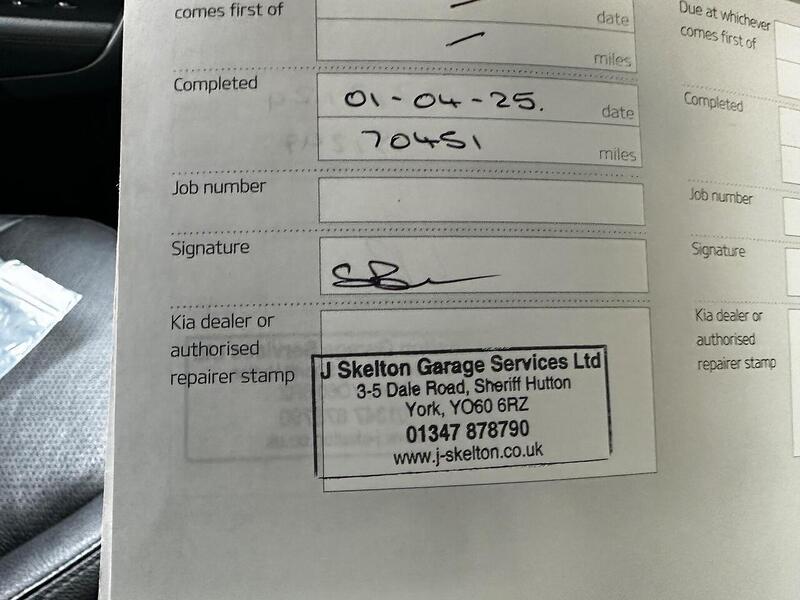 comes first of
date
miles
Completed
01-04-25.
date
70451
miles
Job number
Signature
Kia dealer or
authorised
repairer stamp
J Skelton Garage Services Ltd
3-5 Dale Road, Sheriff Hutton
York, YO60 6RZ
01347 878790
www.j-skelton.co.uk
Due at whichever
comes first of
Completed
Job number
Signature
Kia dealer or
authorised
repairer stamp